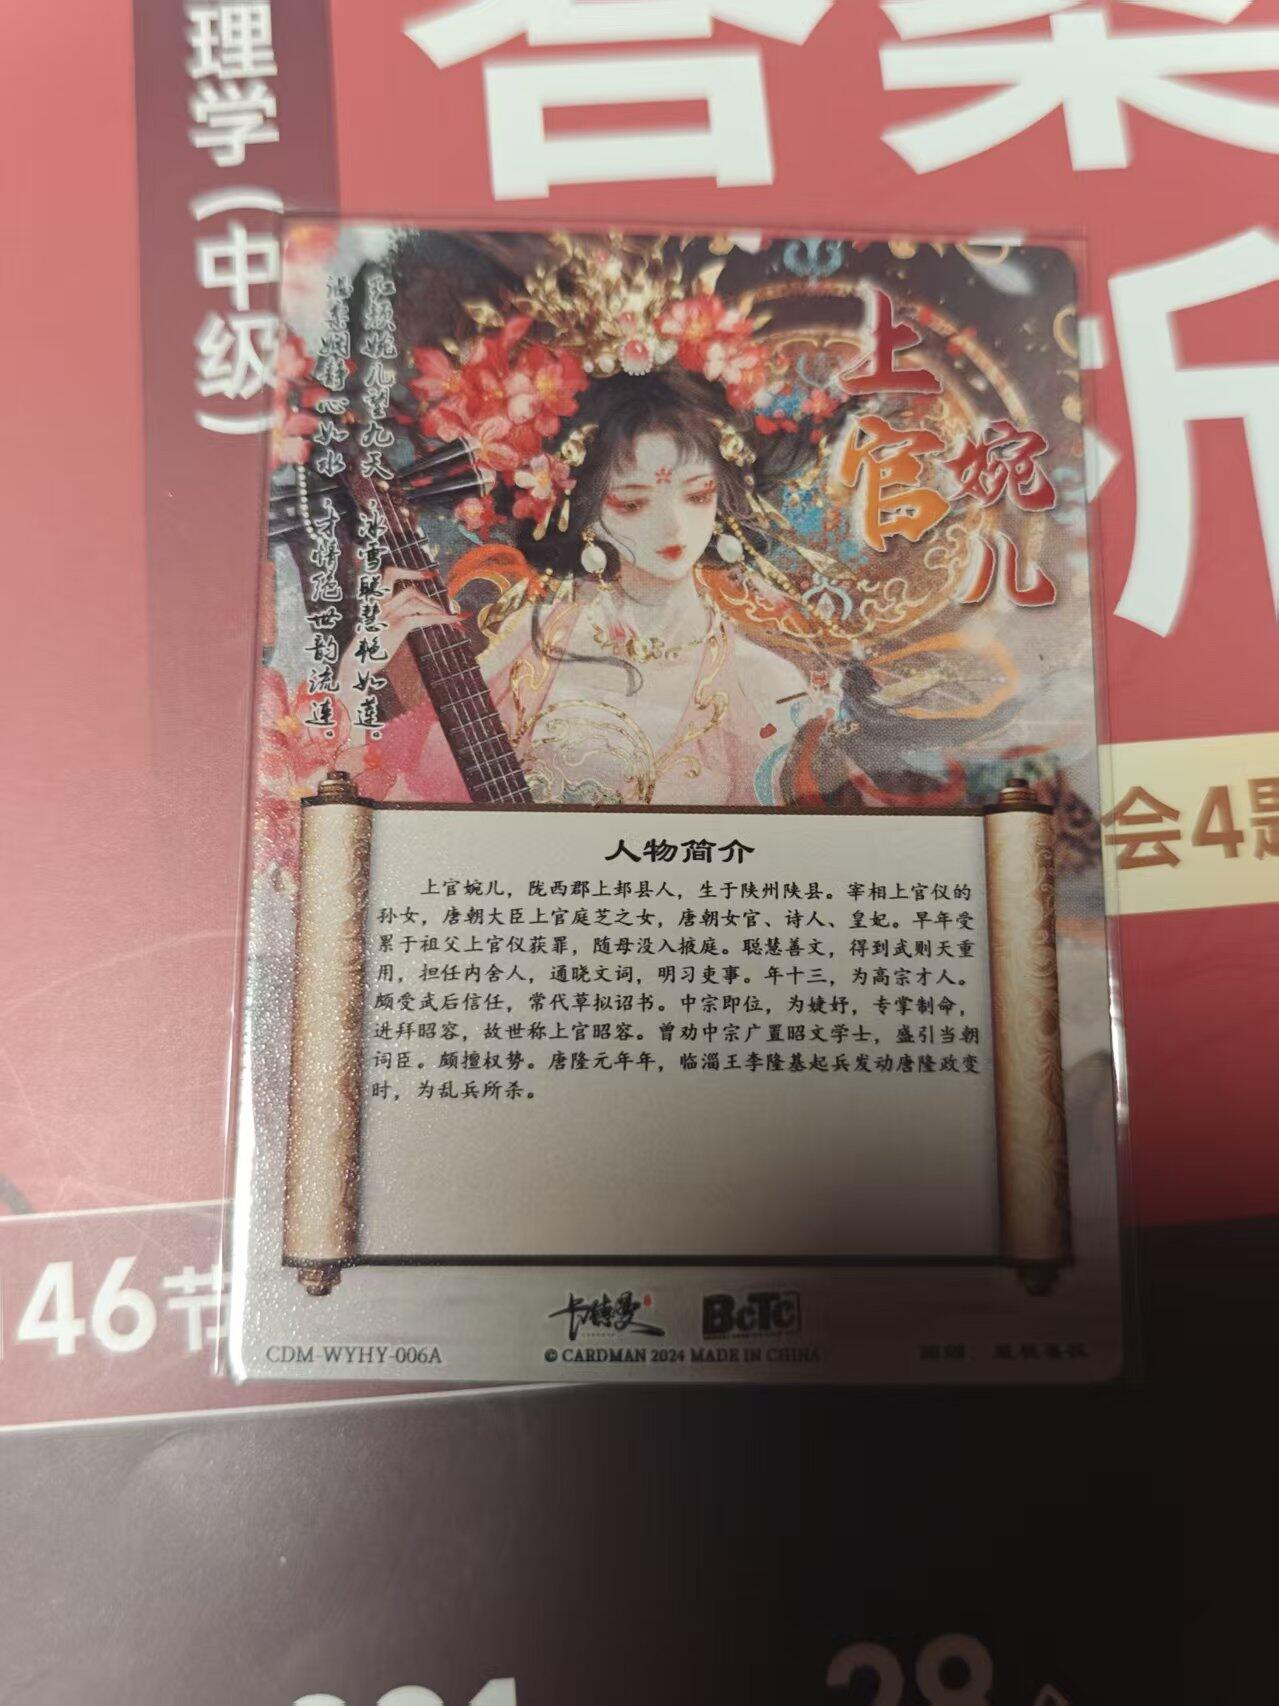 理学（中级）
答案
析
红颜婉儿望九天，冰雪聪慧艳如莲。
心如水，才情绝世韵流连。
上官
婉儿
人物简介
上官婉儿，陇西郡上邽县人，生于陕州陕县。宰相上官仪的
孙女，唐朝大臣上官庭芝之女，唐朝女官、诗人、皇妃。早年受
累于祖父上官仪获罪，随母没入掖庭。聪慧善文，得到武则天重
用，担任内舍人，通晓文词，明习吏事。年十三，为高宗才人。
颇受武后信任，常代草拟诏书。中宗即位，为婕妤，专掌制命，
进拜昭容，故世称上官昭容。曾劝中宗广置昭文学士，盛引当朝
词臣。颇擅权势。唐隆元年年，临淄王李隆基起兵发动唐隆政变
时，为乱兵所杀。
会4题
46节
卡德曼
BCTC
CDM-WYHY-006A
© CARDMAN 2024 MADE IN CHINA
28